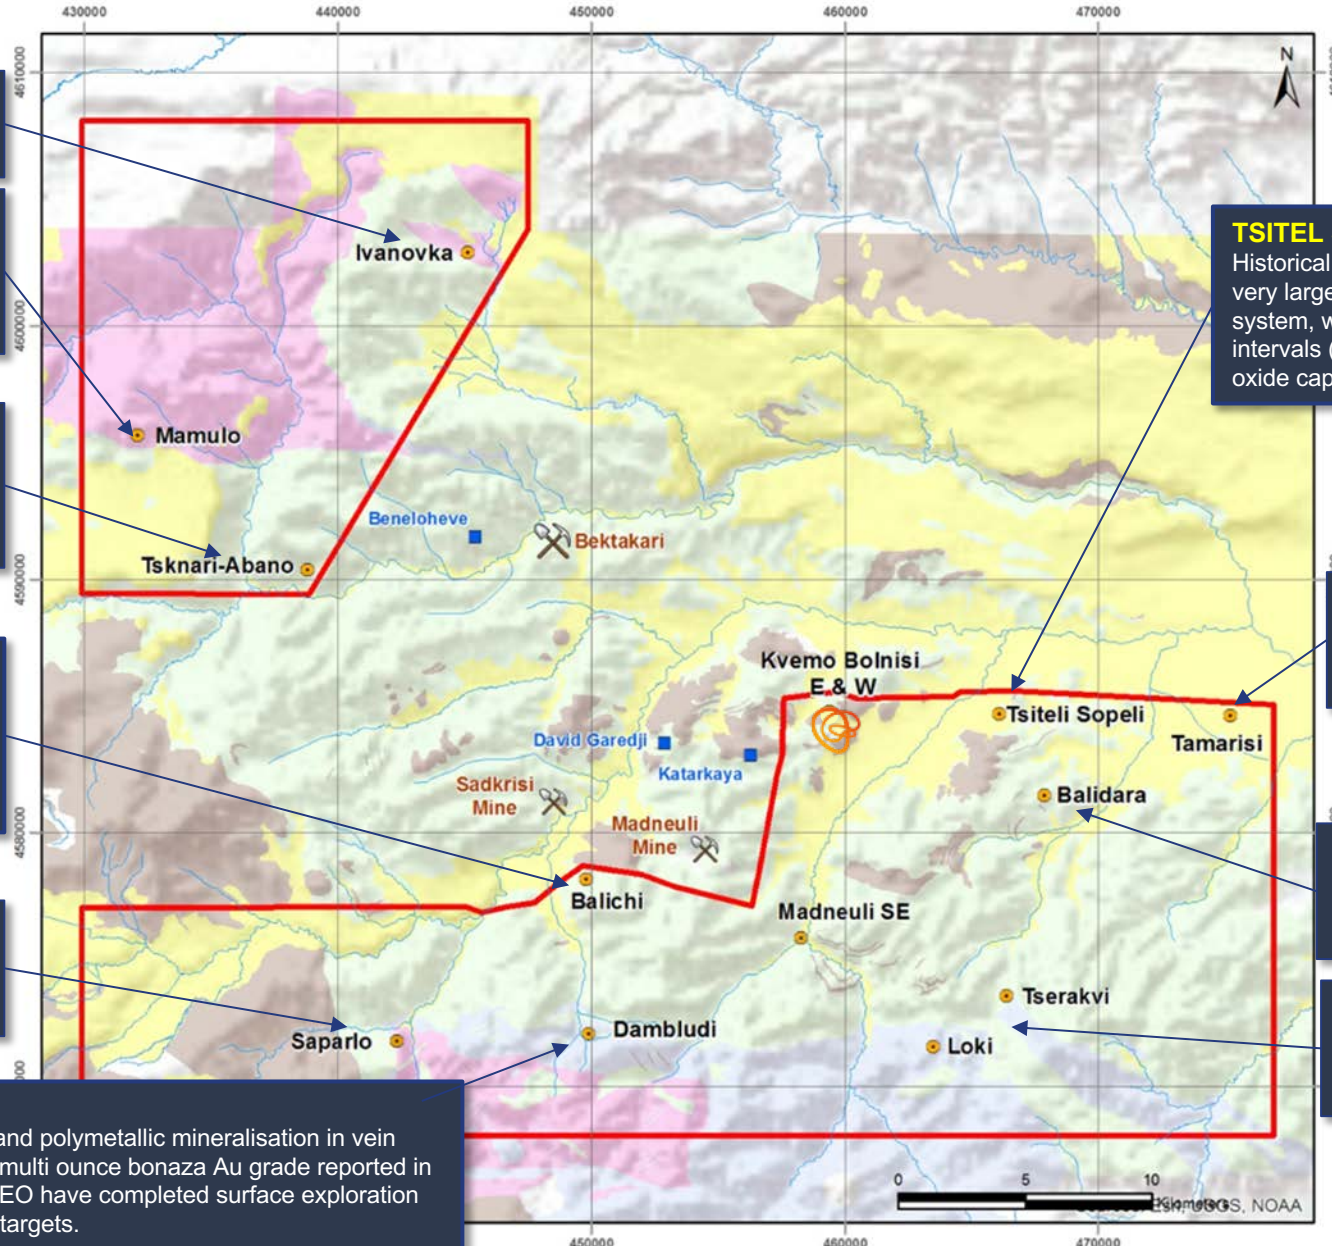 430000
440000
450000
460000
470000
4610000
N
Ivanovka
TSITEL
Historical
very large
system, w
intervals (
oxide cap
4600000
Mamulo
Beneloheve
Bektakari
Tsknari-Abano
4590000
Kvemo Bolnisi
E & W
Tsiteli Sopeli
David Garedji
Tamarisi
Katarkaya
Sadkrisi
Mine
Balidara
Madneuli
Mine
4580000
Balichi
Madneuli SE
Tserakvi
Dambludi
Saparlo
Loki
and polymetallic mineralisation in vein
multi ounce bonaza Au grade reported in
EO have completed surface exploration
targets.
0
5
10
Kilometers
Esri, USGS, NOAA
450000
460000
470000